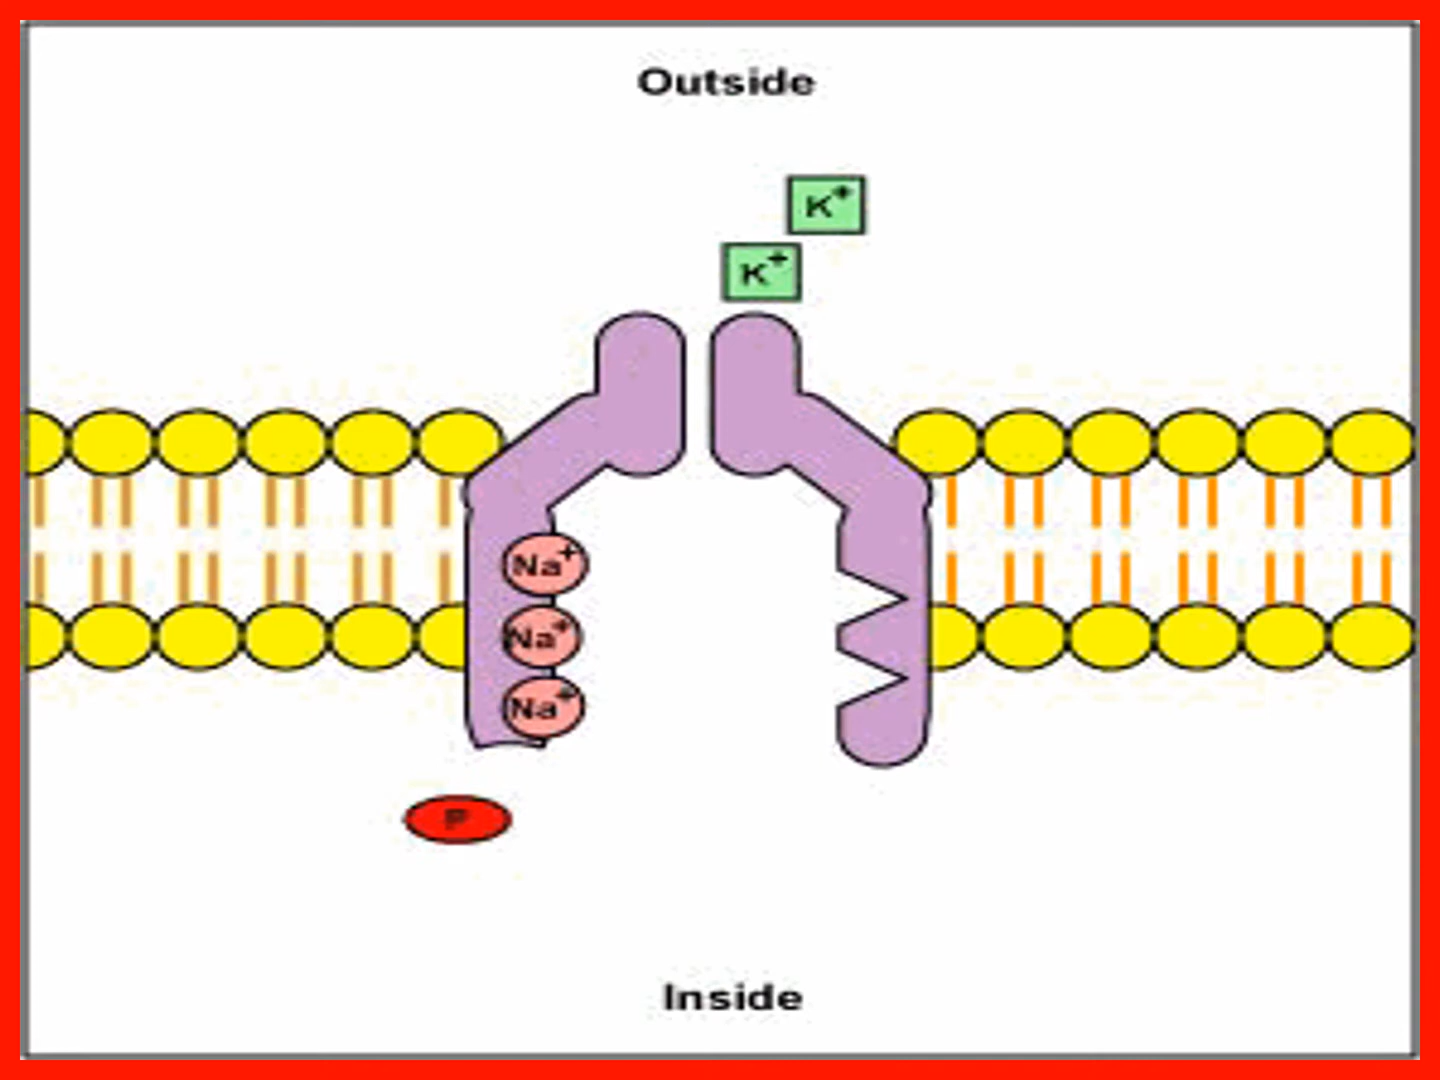 Outside
K+
K+
Na+
Na+
Na+
P
Inside